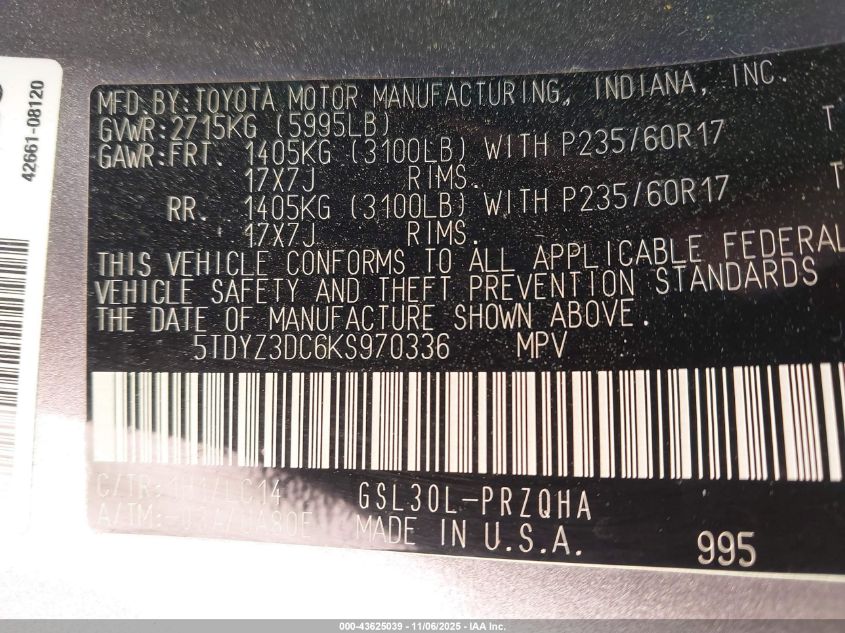 42661-08120
MFD BY:TOYOTA MOTOR MANUFACTURING, INDIANA, INC.
GVWR:2715KG (5995LB)
GAWR:FRT. 1405KG (3100LB) WITH P235/60R17 T
17X7J RIMS.
RR. 1405KG (3100LB) WITH P235/60R17 T
17X7J RIMS.
THIS VEHICLE CONFORMS TO ALL APPLICABLE FEDERAL
VEHICLE SAFETY AND THEFT PREVENTION STANDARDS
THE DATE OF MANUFACTURE SHOWN ABOVE.
5TDYZ3DC6KS970336 MPV
C/TR: GSL30L-PRZQHA
A/TM: MADE IN U.S.A.
995
000-43625039 - 11/06/2025 - IAA Inc.